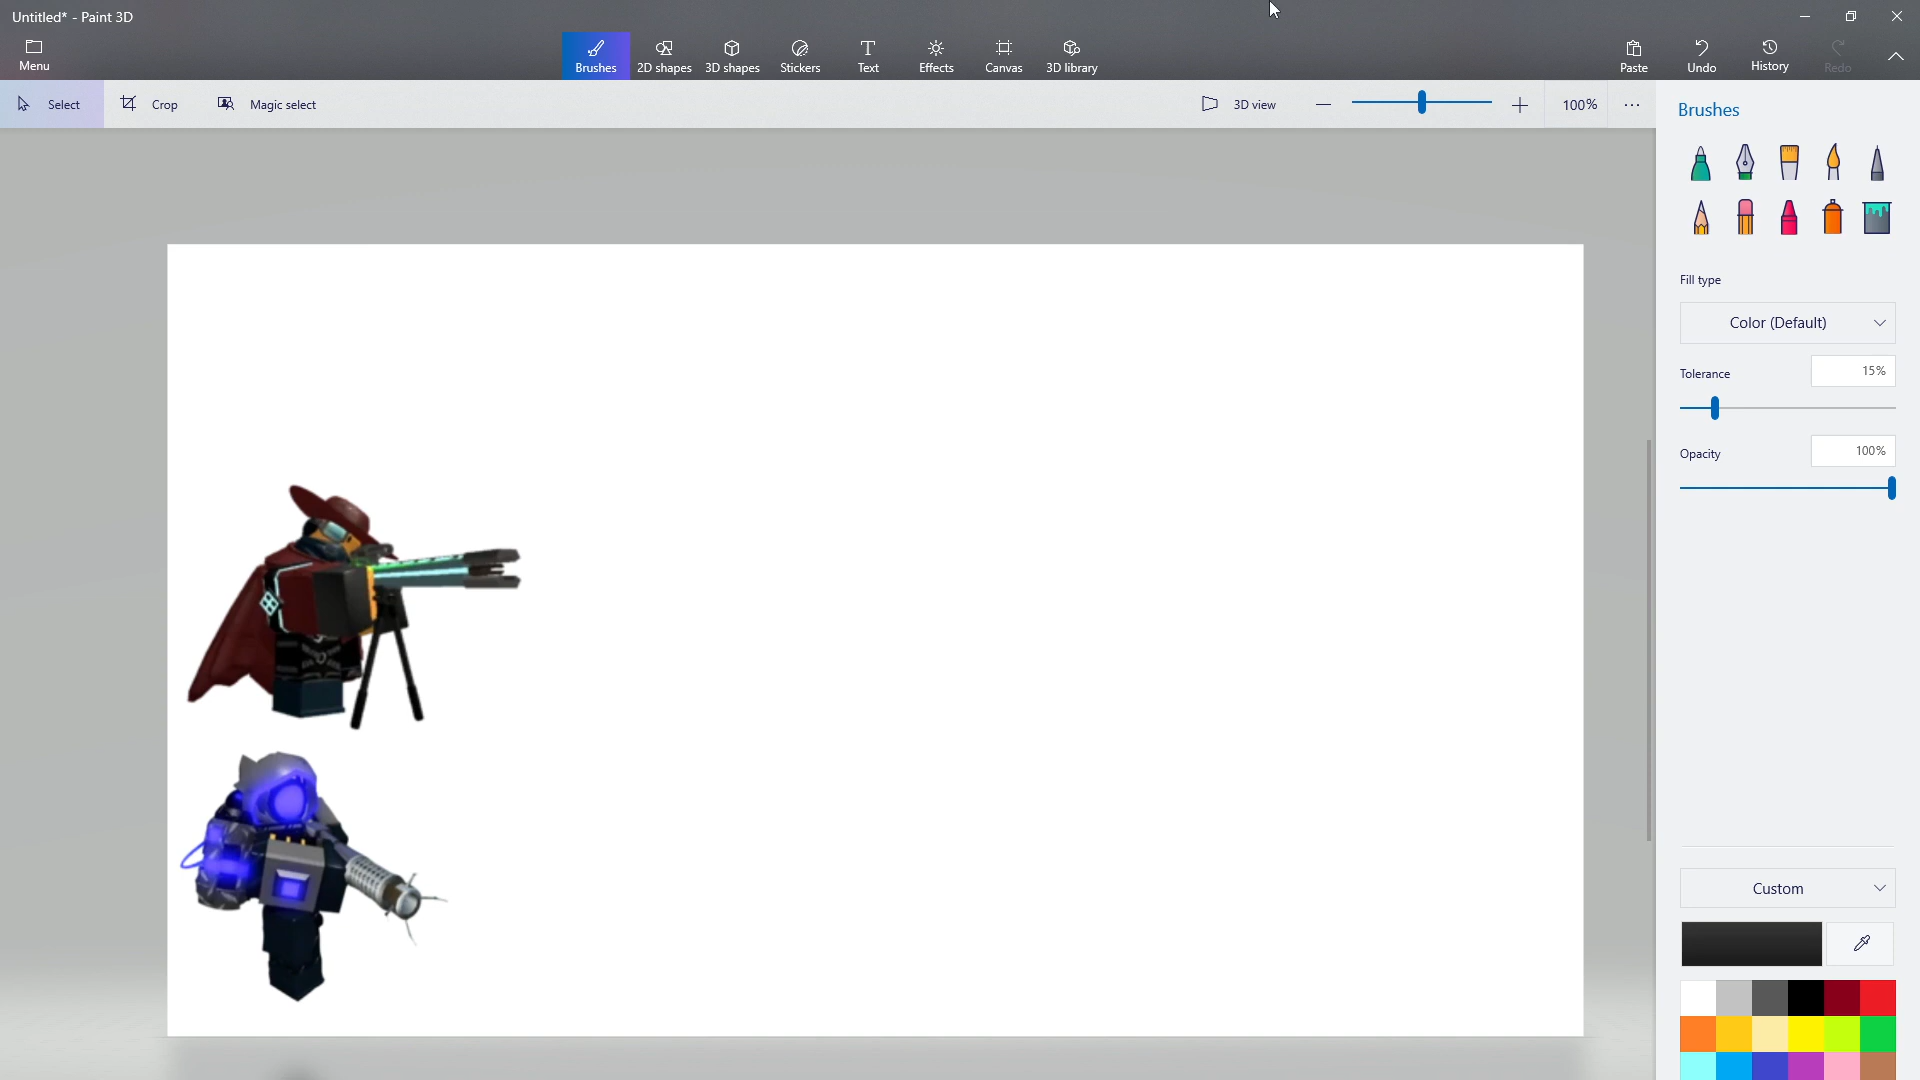 Untitled* - Paint 3D
Menu
Brushes 2D shapes 3D shapes Stickers Text Effects Canvas 3D library
Paste Undo History Redo
Select Crop Magic select
3D view 100%
Brushes
Fill type
Color (Default)
Tolerance 15%
Opacity 100%
Custom